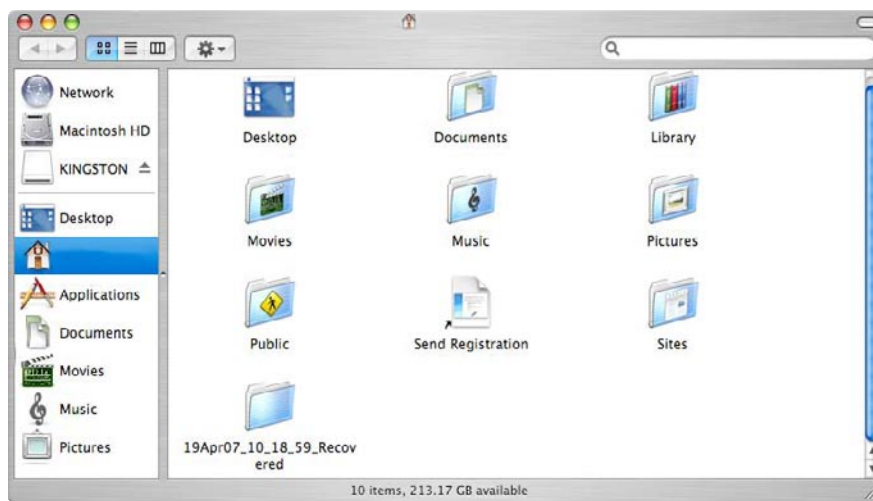 Network
Macintosh HD
KINGSTON
Desktop
Applications
Documents
Movies
Music
Pictures
Desktop
Documents
Library
Movies
Music
Pictures
Public
Send Registration
Sites
19Apr07_10_18_59_Recov
ered
10 items, 213.17 GB available